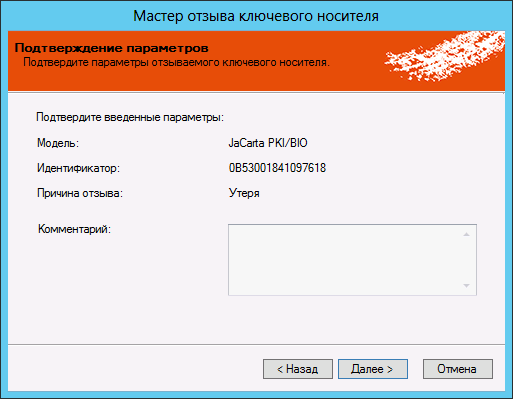 Мастер отзыва ключевого носителя
Подтверждение параметров
Подтвердите параметры отзываемого ключевого носителя.
Подтвердите введенные параметры:
Модель: JaCarta PKI/BIO
Идентификатор: 0B53001841097618
Причина отзыва: Утеря
Комментарий:
< Назад Далее > Отмена